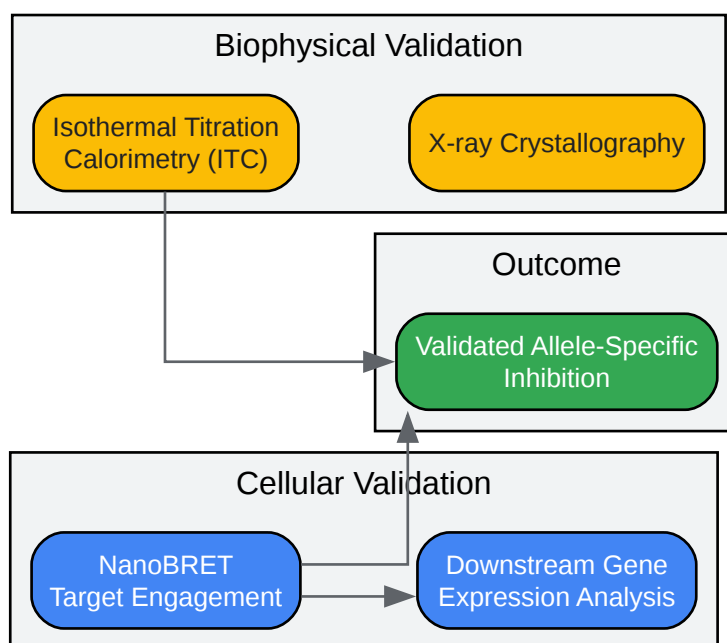 Biophysical Validation
Isothermal Titration
Calorimetry (ITC)
X-ray Crystallography
Outcome
Validated Allele-Specific
Inhibition
Cellular Validation
NanoBRET
Target Engagement
Downstream Gene
Expression Analysis